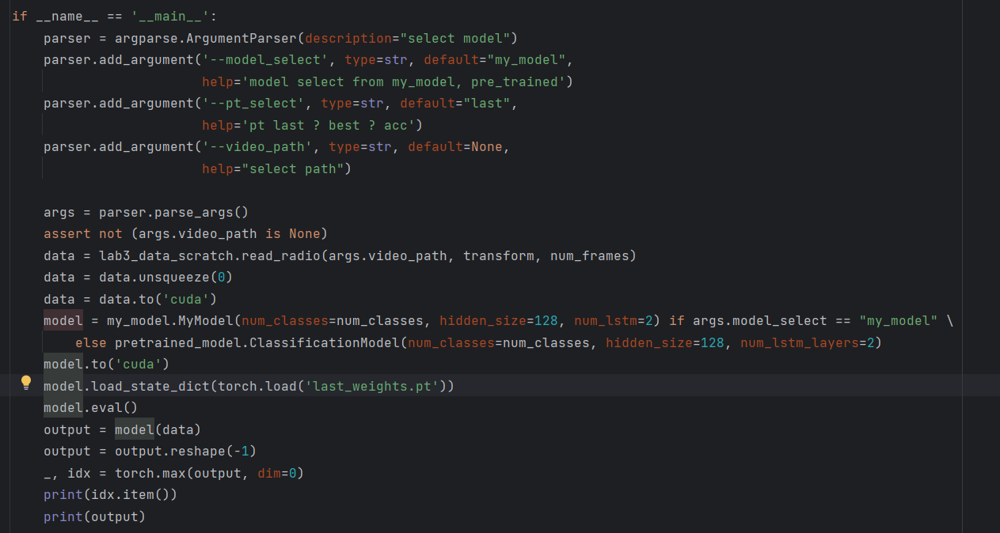 if __name__ == '__main__':
    parser = argparse.ArgumentParser(description="select model")
    parser.add_argument('--model_select', type=str, default="my_model",
                        help='model select from my_model, pre_trained')
    parser.add_argument('--pt_select', type=str, default="last",
                        help='pt last ? best ? acc')
    parser.add_argument('--video_path', type=str, default=None,
                        help="select path")

    args = parser.parse_args()
    assert not (args.video_path is None)
    data = lab3_data_scratch.read_radio(args.video_path, transform, num_frames)
    data = data.unsqueeze(0)
    data = data.to('cuda')
    model = my_model.MyModel(num_classes=num_classes, hidden_size=128, num_lstm=2) if args.model_select == "my_model" \
        else pretrained_model.ClassificationModel(num_classes=num_classes, hidden_size=128, num_lstm_layers=2)
    model.to('cuda')
    model.load_state_dict(torch.load('last_weights.pt'))
    model.eval()
    output = model(data)
    output = output.reshape(-1)
    _, idx = torch.max(output, dim=0)
    print(idx.item())
    print(output)